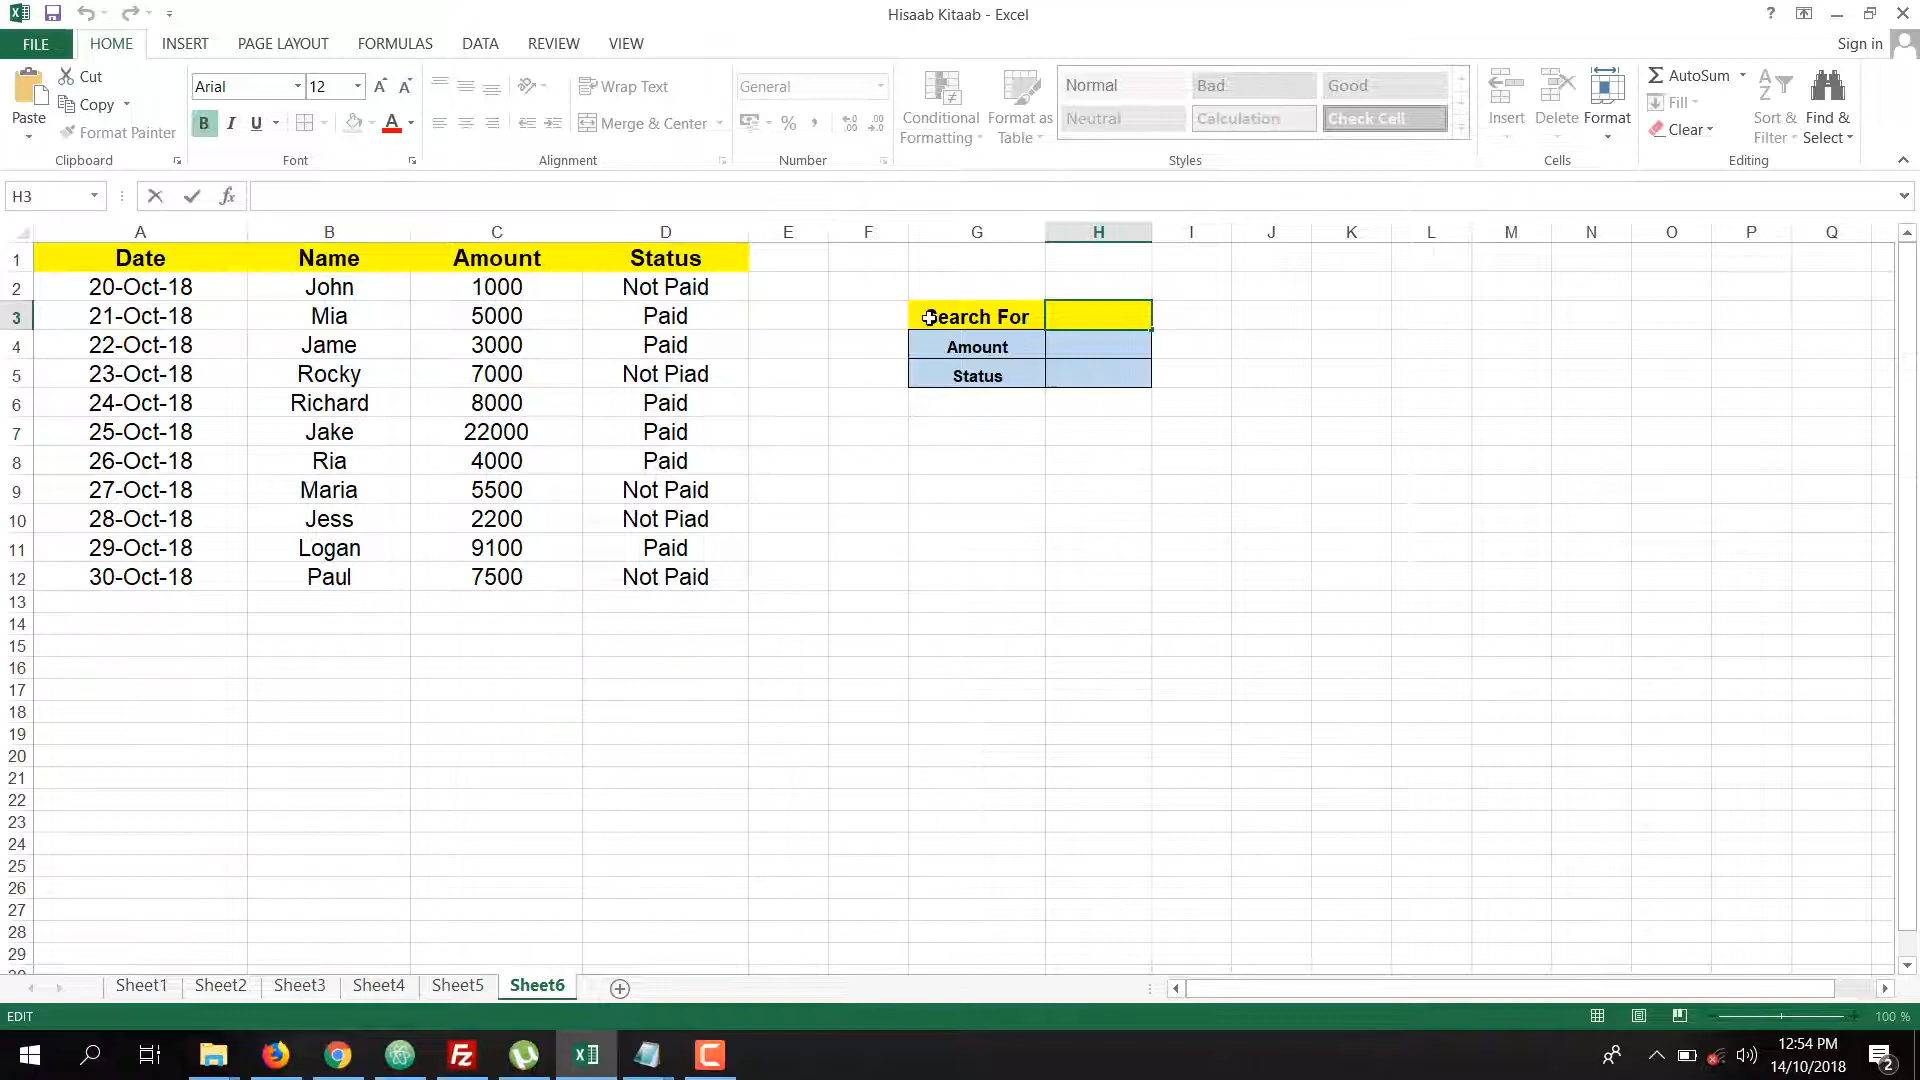 Hisaab Kitaab - Excel
?
FILE HOME INSERT PAGE LAYOUT FORMULAS DATA REVIEW VIEW Sign in
Paste Cut Copy Format Painter
Clipboard
Arial 12 A A
B I U A
Font
Wrap Text
Merge & Center
Alignment
General
% ,
Number
Conditional Formatting
Format as Table
Normal Bad Good
Neutral Calculation Check Cell
Styles
Insert Delete Format
Cells
AutoSum
Fill
Clear
Sort & Filter
Find & Select
Editing
H3 fx
A B C D E F G H I J K L M N O P Q
1 Date Name Amount Status
2 20-Oct-18 John 1000 Not Paid
3 21-Oct-18 Mia 5000 Paid Search For
4 22-Oct-18 Jame 3000 Paid Amount
5 23-Oct-18 Rocky 7000 Not Piad Status
6 24-Oct-18 Richard 8000 Paid
7 25-Oct-18 Jake 22000 Paid
8 26-Oct-18 Ria 4000 Paid
9 27-Oct-18 Maria 5500 Not Paid
10 28-Oct-18 Jess 2200 Not Piad
11 29-Oct-18 Logan 9100 Paid
12 30-Oct-18 Paul 7500 Not Paid
13
14
15
16
17
18
19
20
21
22
23
24
25
26
27
28
29
Sheet1 Sheet2 Sheet3 Sheet4 Sheet5 Sheet6
EDIT 100 %
12:54 PM
14/10/2018
2